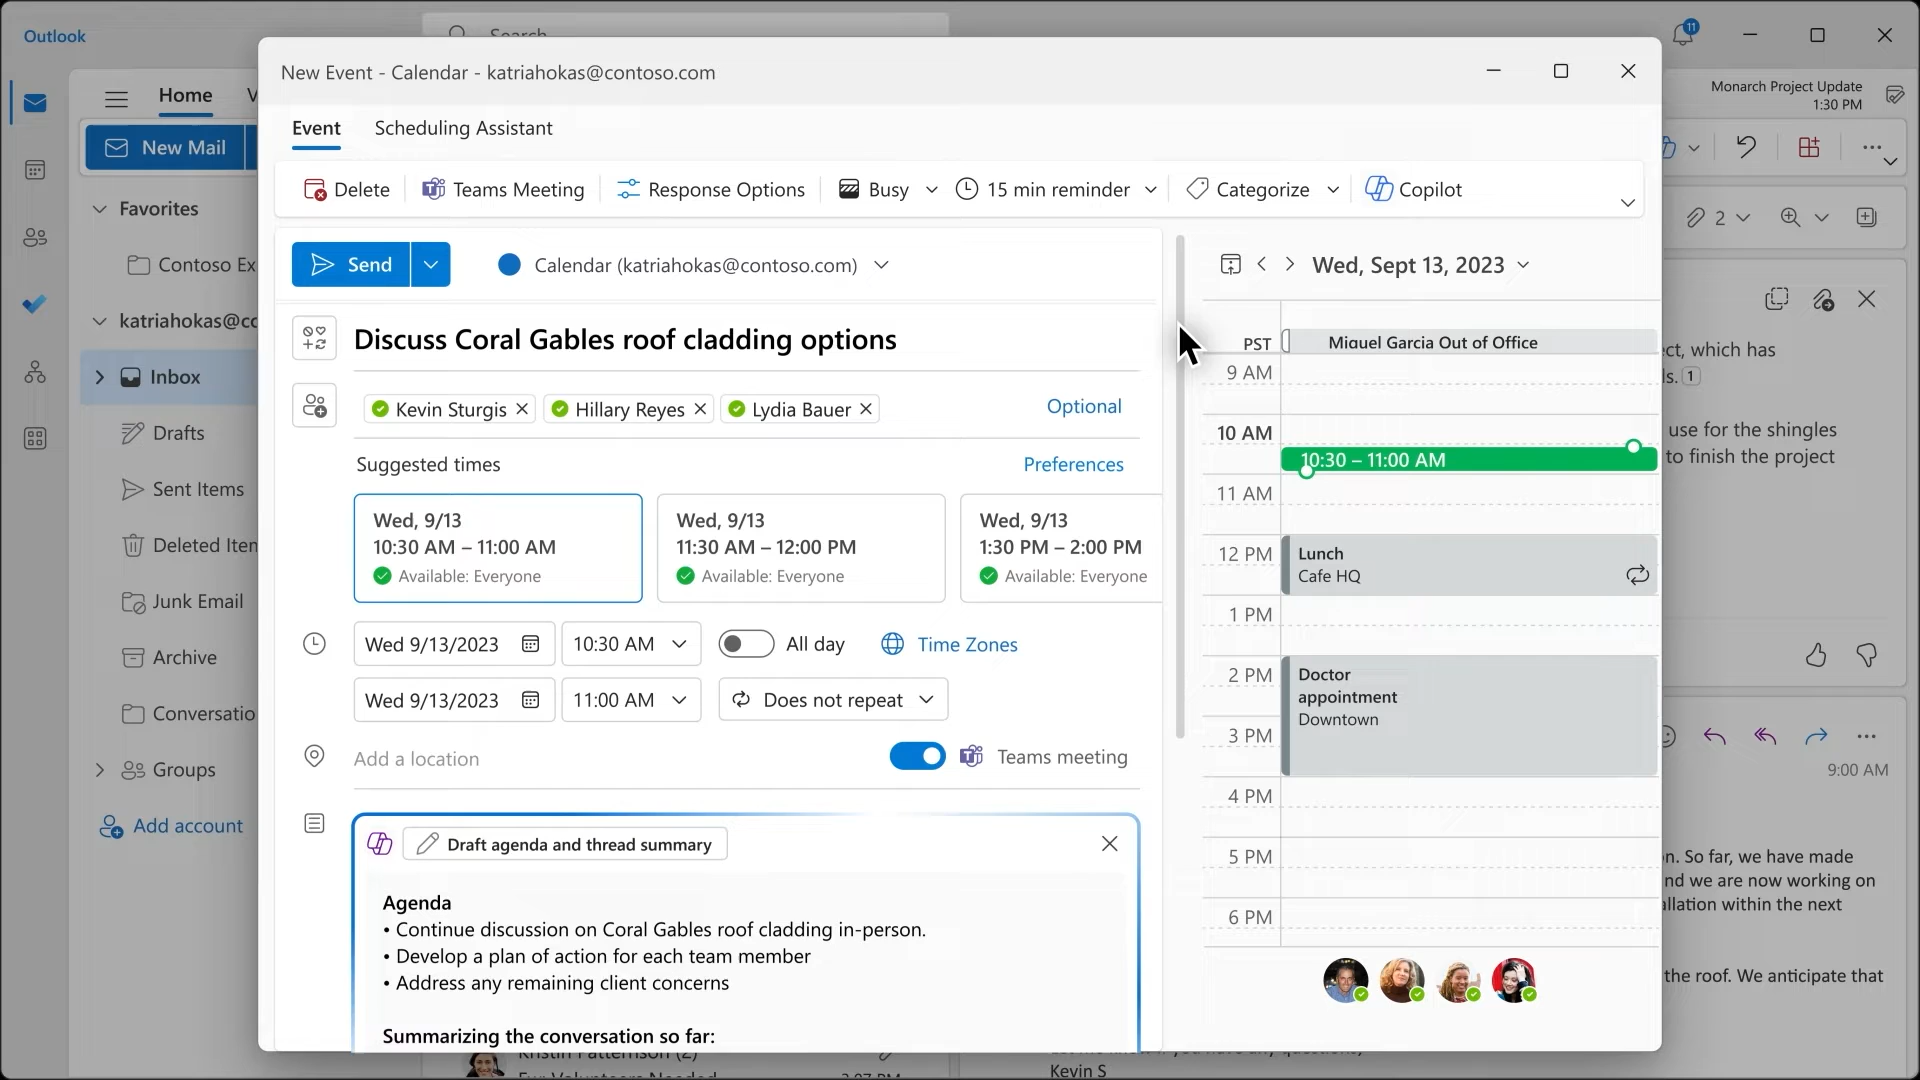 Outlook
Search
11
New Event - Calendar - katriahokas@contoso.com
Monarch Project Update
1:30 PM
Home
Event
Scheduling Assistant
New Mail
Delete
Teams Meeting
Response Options
Busy
15 min reminder
Categorize
Copilot
Favorites
2
Contoso Ex
Send
Calendar (katriahokas@contoso.com)
Wed, Sept 13, 2023
katriahokas@cc
Discuss Coral Gables roof cladding options
PST
Miguel Garcia Out of Office
ct, which has
ls. 1
9 AM
Inbox
Kevin Sturgis
Hillary Reyes
Lydia Bauer
Optional
Drafts
10 AM
use for the shingles
to finish the project
10:30 – 11:00 AM
Suggested times
Preferences
Sent Items
11 AM
Wed, 9/13
10:30 AM – 11:00 AM
Available: Everyone
Wed, 9/13
11:30 AM – 12:00 PM
Available: Everyone
Wed, 9/13
1:30 PM – 2:00 PM
Available: Everyone
Deleted Iten
12 PM
Lunch
Cafe HQ
Junk Email
1 PM
Wed 9/13/2023
10:30 AM
All day
Time Zones
Archive
2 PM
Doctor
appointment
Downtown
Wed 9/13/2023
11:00 AM
Does not repeat
Conversatio
3 PM
Add a location
Teams meeting
Groups
9:00 AM
4 PM
Add account
Draft agenda and thread summary
5 PM
n. So far, we have made
nd we are now working on
allation within the next
Agenda
• Continue discussion on Coral Gables roof cladding in-person.
• Develop a plan of action for each team member
• Address any remaining client concerns
6 PM
the roof. We anticipate that
Summarizing the conversation so far:
Kevin S